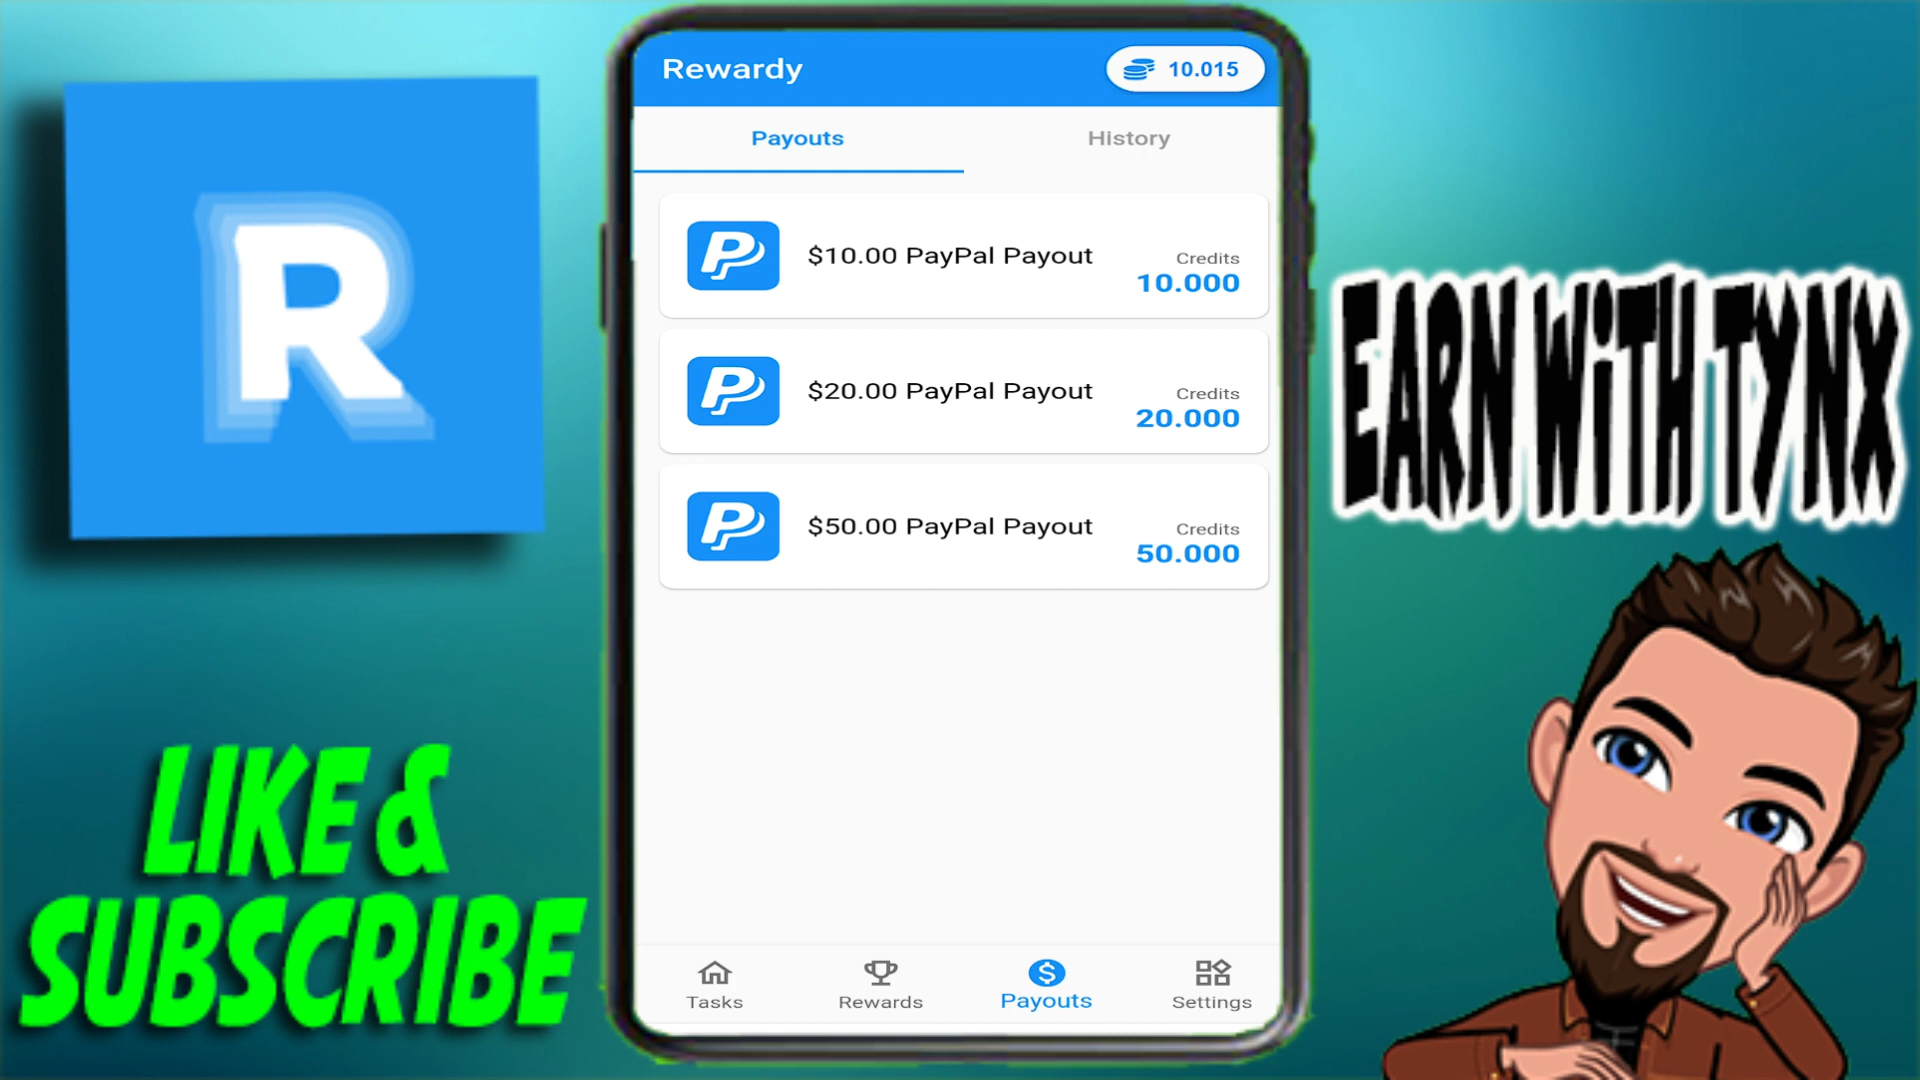 Rewardy
10.015
Payouts
History
$10.00 PayPal Payout
Credits
10.000
$20.00 PayPal Payout
Credits
20.000
$50.00 PayPal Payout
Credits
50.000
Tasks
Rewards
Payouts
Settings
R
LIKE &
SUBSCRIBE
EARN WiTH TYNX